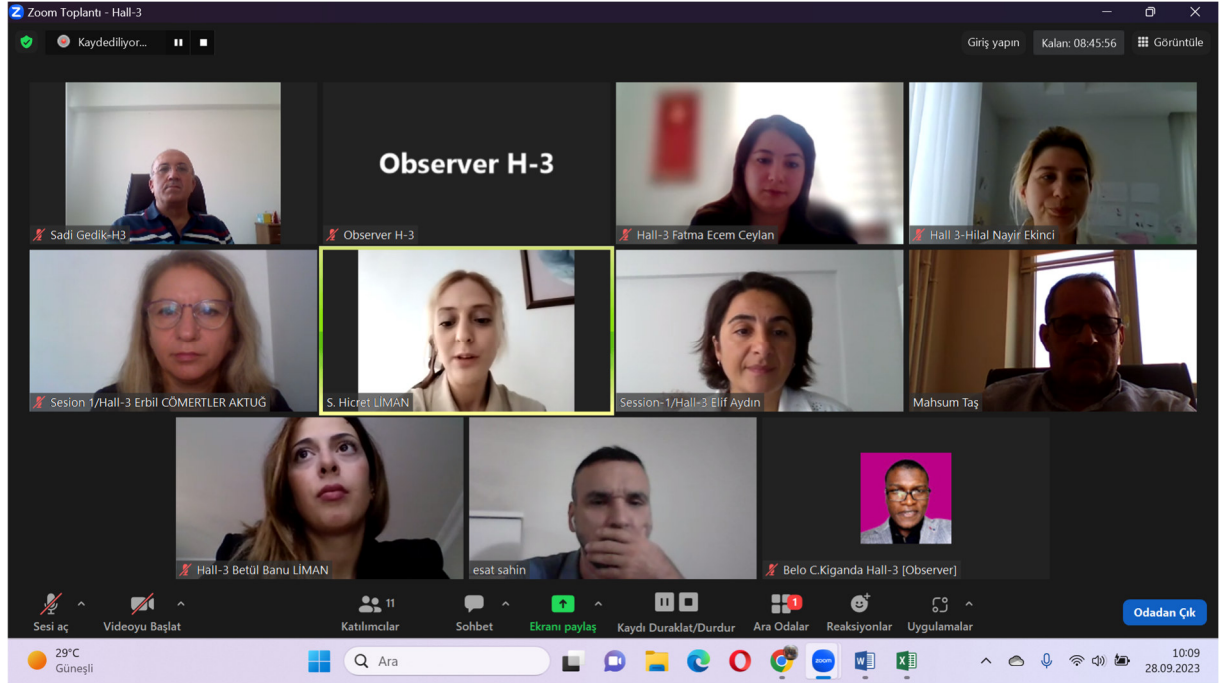 Zoom Toplantı - Hall-3
Kaydediliyor...
Giriş yapın
Kalan: 08:45:56
Görüntüle
Observer H-3
Sadi Gedik-H3
Observer H-3
Hall-3 Fatma Ecem Ceylan
Hall 3-Hilal Nayir Ekinci
Sesion 1/Hall-3 Erbil CÖMERTLER AKTUĞ
S. Hicret LİMAN
Session-1/Hall-3 Elif Aydın
Mahsum Taş
Hall-3 Betül Banu LİMAN
esat sahin
Belo C.Kiganda Hall-3 [Observer]
Sesi aç
Videoyu Başlat
11
Katılımcılar
Sohbet
Ekranı paylaş
Kaydı Duraklat/Durdur
1
Ara Odalar
Reaksiyonlar
Uygulamalar
Odadan Çık
29°C
Güneşli
Ara
zoom
10:09
28.09.2023